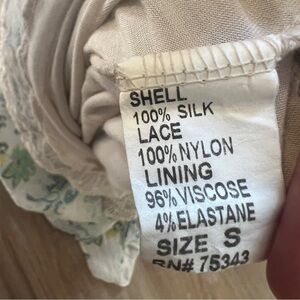 SHELL
100% SILK
LACE
100% NYLON
LINING
96% VISCOSE
4% ELASTANE
SIZE S
RN# 75343